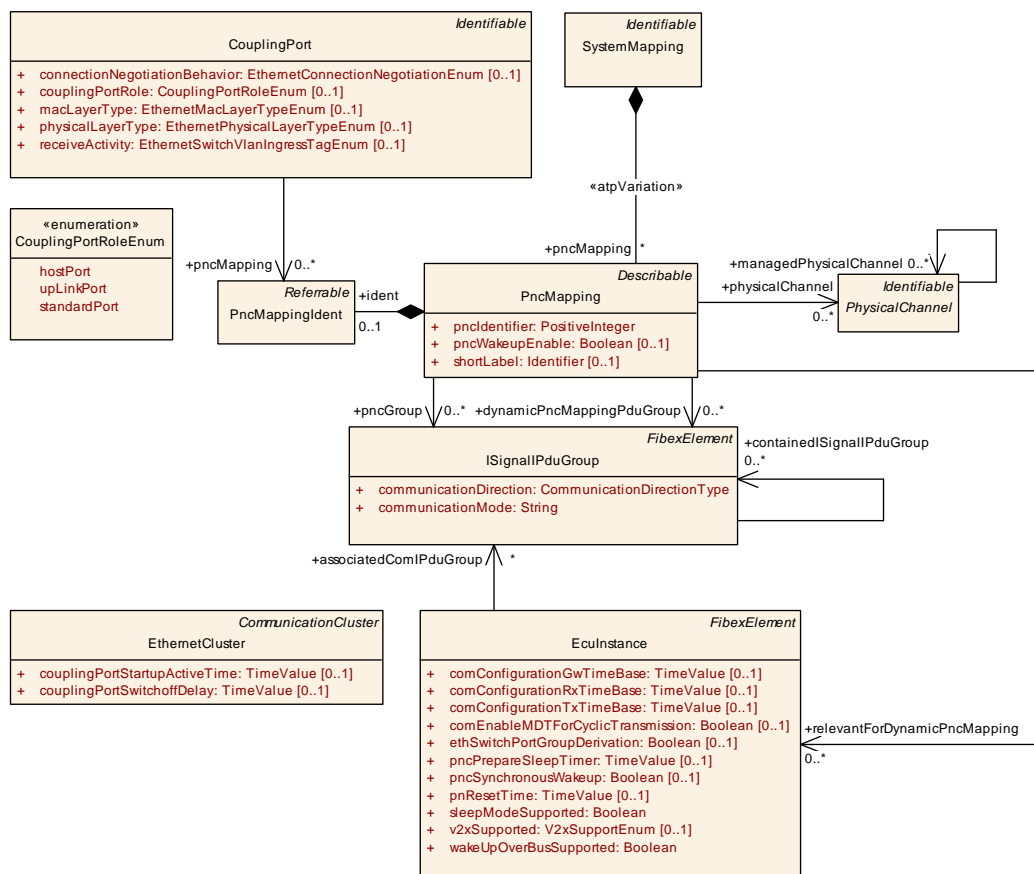 Identifiable
CouplingPort
+ connectionNegotiationBehavior: EthernetConnectionNegotiationEnum [0..1]
+ couplingPortRole: CouplingPortRoleEnum [0..1]
+ macLayerType: EthernetMacLayerTypeEnum [0..1]
+ physicalLayerType: EthernetPhysicalLayerTypeEnum [0..1]
+ receiveActivity: EthernetSwitchVlanIngressTagEnum [0..1]
Identifiable
SystemMapping
«atpVariation»
+pncMapping *
«enumeration»
CouplingPortRoleEnum
hostPort
upLinkPort
standardPort
+pncMapping 0..*
Referrable
PncMappingIdent
+ident
0..1
Describable
PncMapping
+ pncIdentifier: PositiveInteger
+ pncWakeupEnable: Boolean [0..1]
+ shortLabel: Identifier [0..1]
+managedPhysicalChannel 0..*
+physicalChannel
0..*
Identifiable
PhysicalChannel
+pncGroup 0..*
+dynamicPncMappingPduGroup 0..*
FibexElement
ISignalIPduGroup
+ communicationDirection: CommunicationDirectionType
+ communicationMode: String
+containedISignalIPduGroup
0..*
+associatedComIPduGroup *
CommunicationCluster
EthernetCluster
+ couplingPortStartupActiveTime: TimeValue [0..1]
+ couplingPortSwitchoffDelay: TimeValue [0..1]
FibexElement
EcuInstance
+ comConfigurationGwTimeBase: TimeValue [0..1]
+ comConfigurationRxTimeBase: TimeValue [0..1]
+ comConfigurationTxTimeBase: TimeValue [0..1]
+ comEnableMDTForCyclicTransmission: Boolean [0..1]
+ ethSwitchPortGroupDerivation: Boolean [0..1]
+ pncPrepareSleepTimer: TimeValue [0..1]
+ pncSynchronousWakeup: Boolean [0..1]
+ pnResetTime: TimeValue [0..1]
+ sleepModeSupported: Boolean
+ v2xSupported: V2xSupportEnum [0..1]
+ wakeUpOverBusSupported: Boolean
+relevantForDynamicPncMapping
0..*